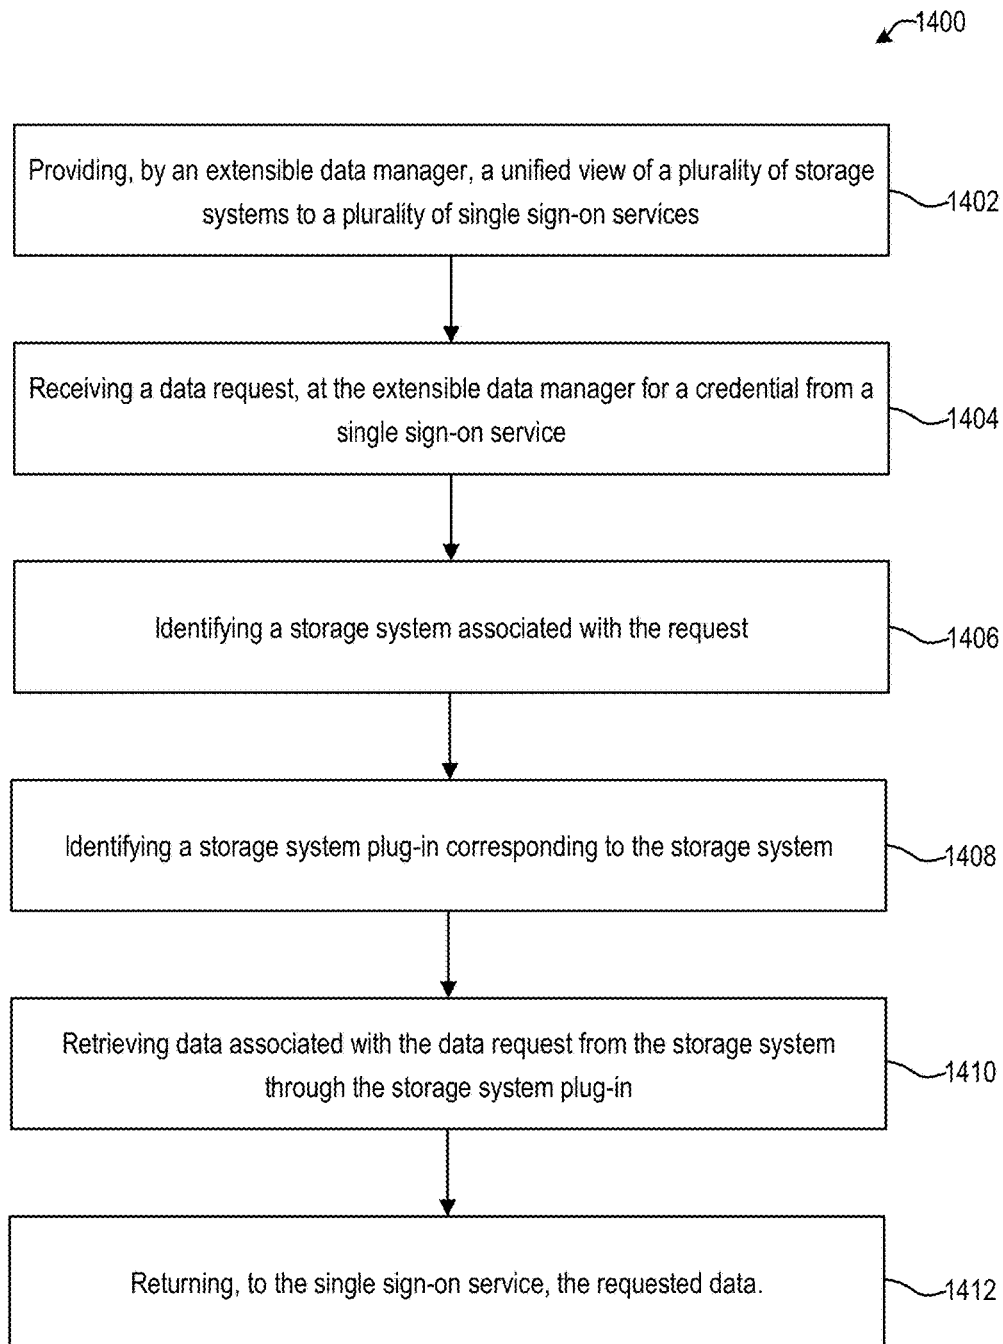 1400
Providing, by an extensible data manager, a unified view of a plurality of storage
systems to a plurality of single sign-on services
1402
Receiving a data request, at the extensible data manager for a credential from a
single sign-on service
1404
Identifying a storage system associated with the request
1406
Identifying a storage system plug-in corresponding to the storage system
1408
Retrieving data associated with the data request from the storage system
through the storage system plug-in
1410
Returning, to the single sign-on service, the requested data.
1412